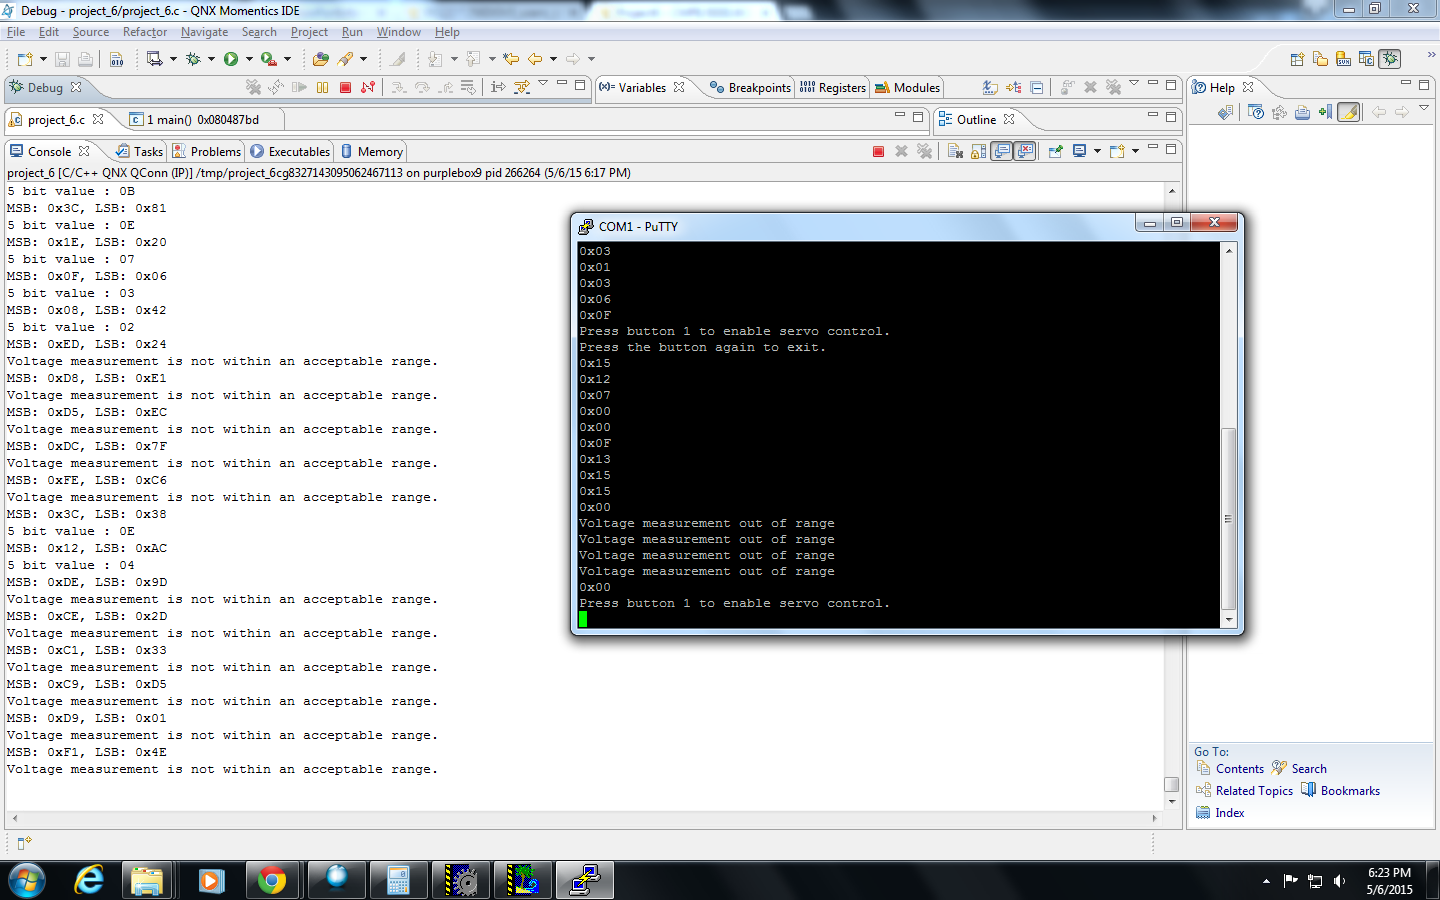 Debug - project_6/project_6.c - QNX Momentics IDE
File Edit Source Refactor Navigate Search Project Run Window Help
Debug
(x)= Variables Breakpoints 1010 0101 Registers Modules
Help
project_6.c
1 main() 0x080487bd
Outline
Console Tasks Problems Executables Memory
project_6 [C/C++ QNX QConn (IP)] /tmp/project_6cg8327143095062467113 on purplebox9 pid 266264 (5/6/15 6:17 PM)
5 bit value : 0B
MSB: 0x3C, LSB: 0x81
5 bit value : 0E
MSB: 0x1E, LSB: 0x20
5 bit value : 07
MSB: 0x0F, LSB: 0x06
5 bit value : 03
MSB: 0x08, LSB: 0x42
5 bit value : 02
MSB: 0xED, LSB: 0x24
Voltage measurement is not within an acceptable range.
MSB: 0xD8, LSB: 0xE1
Voltage measurement is not within an acceptable range.
MSB: 0xD5, LSB: 0xEC
Voltage measurement is not within an acceptable range.
MSB: 0xDC, LSB: 0x7F
Voltage measurement is not within an acceptable range.
MSB: 0xFE, LSB: 0xC6
Voltage measurement is not within an acceptable range.
MSB: 0x3C, LSB: 0x38
5 bit value : 0E
MSB: 0x12, LSB: 0xAC
5 bit value : 04
MSB: 0xDE, LSB: 0x9D
Voltage measurement is not within an acceptable range.
MSB: 0xCE, LSB: 0x2D
Voltage measurement is not within an acceptable range.
MSB: 0xC1, LSB: 0x33
Voltage measurement is not within an acceptable range.
MSB: 0xC9, LSB: 0xD5
Voltage measurement is not within an acceptable range.
MSB: 0xD9, LSB: 0x01
Voltage measurement is not within an acceptable range.
MSB: 0xF1, LSB: 0x4E
Voltage measurement is not within an acceptable range.
COM1 - PuTTY
0x03
0x01
0x03
0x06
0x0F
Press button 1 to enable servo control.
Press the button again to exit.
0x15
0x12
0x07
0x00
0x00
0x0F
0x13
0x15
0x15
0x00
Voltage measurement out of range
Voltage measurement out of range
Voltage measurement out of range
Voltage measurement out of range
0x00
Press button 1 to enable servo control.
Go To:
Contents Search
Related Topics Bookmarks
Index
6:23 PM
5/6/2015